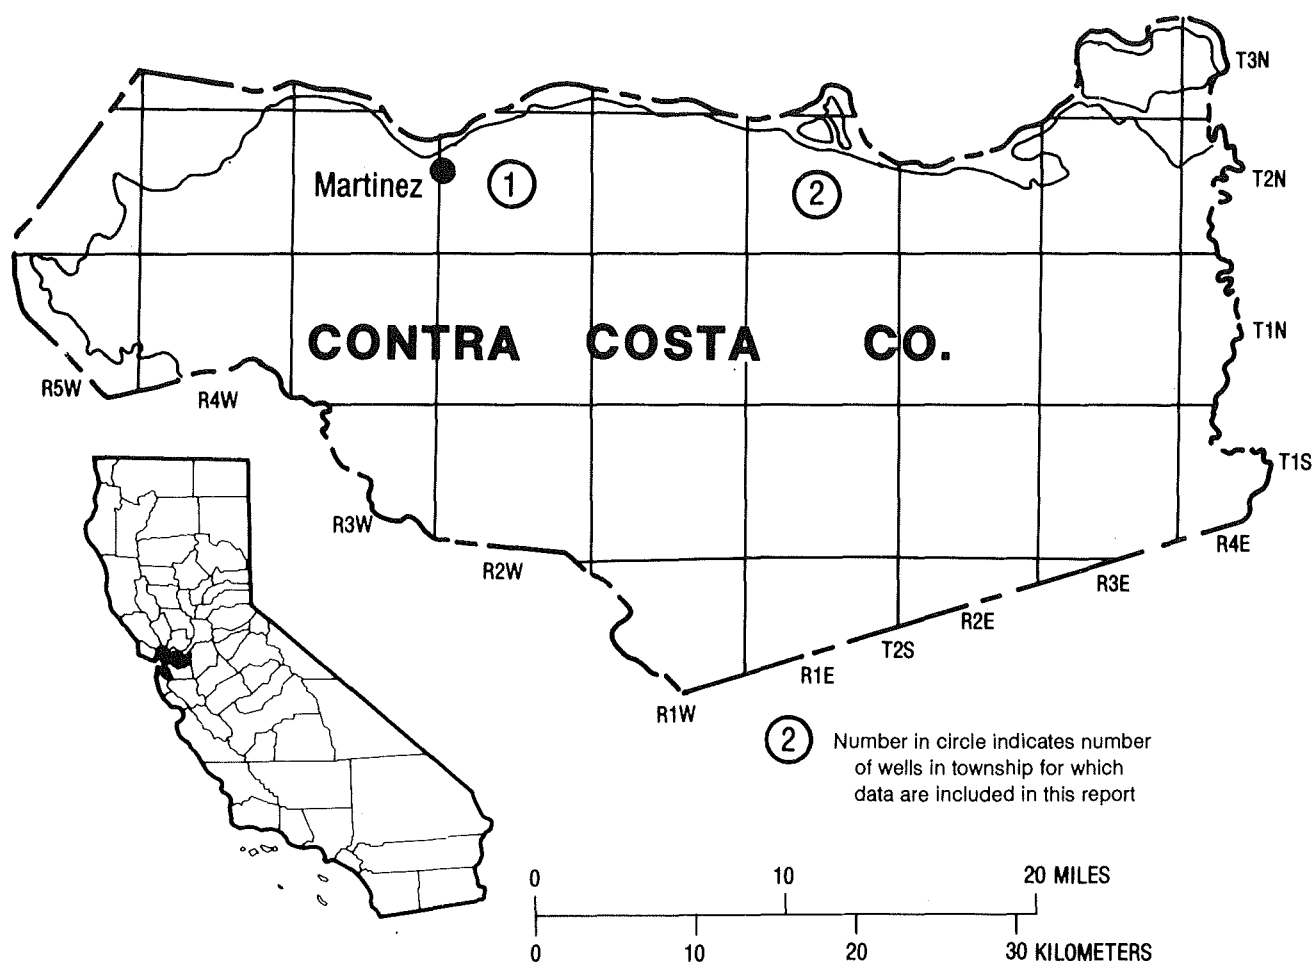 T3N
Martinez
1
2
T2N
CONTRA COSTA CO.
T1N
R5W
R4W
T1S
R3W
R4E
R2W
R3E
R2E
T2S
R1E
R1W
2 Number in circle indicates number
of wells in township for which
data are included in this report
0 10 20 MILES
0 10 20 30 KILOMETERS